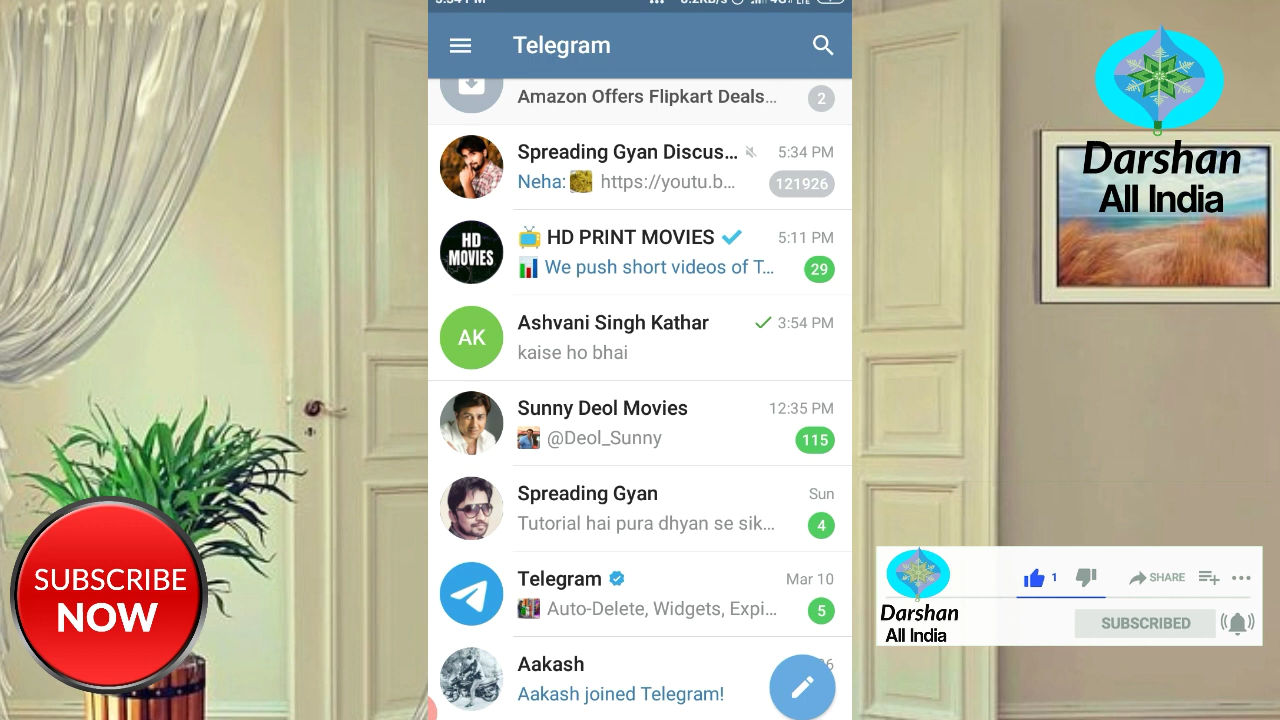 Telegram
Amazon Offers Flipkart Deals...
2
Spreading Gyan Discus...
5:34 PM
Neha: https://youtu.b...
121926
HD MOVIES
HD PRINT MOVIES
5:11 PM
We push short videos of T...
29
AK
Ashvani Singh Kathar
3:54 PM
kaise ho bhai
Sunny Deol Movies
12:35 PM
@Deol_Sunny
115
Spreading Gyan
Sun
Tutorial hai pura dhyan se sik...
4
Telegram
Mar 10
Auto-Delete, Widgets, Expi...
5
Aakash
Aakash joined Telegram!
SUBSCRIBE
NOW
Darshan
All India
1
SHARE
Darshan
All India
SUBSCRIBED